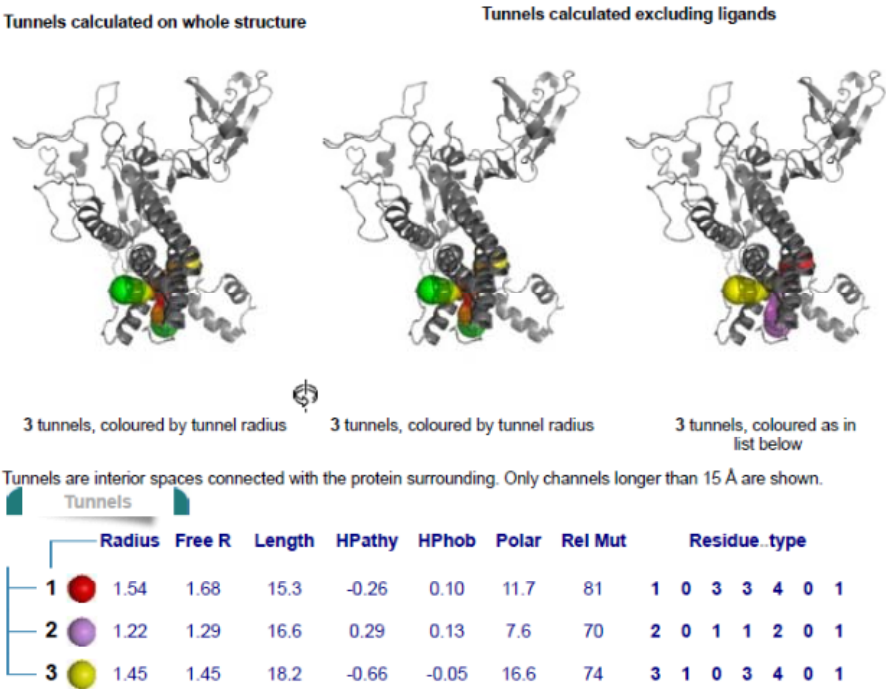 Tunnels calculated on whole structure
Tunnels calculated excluding ligands
3 tunnels, coloured by tunnel radius
3 tunnels, coloured by tunnel radius
3 tunnels, coloured as in
list below
Tunnels are interior spaces connected with the protein surrounding. Only channels longer than 15 Å are shown.
Tunnels
Radius Free R Length HPathy HPhob Polar Rel Mut Residue..type
1 1.54 1.68 15.3 -0.26 0.10 11.7 81 1 0 3 3 4 0 1
2 1.22 1.29 16.6 0.29 0.13 7.6 70 2 0 1 1 2 0 1
3 1.45 1.45 18.2 -0.66 -0.05 16.6 74 3 1 0 3 4 0 1